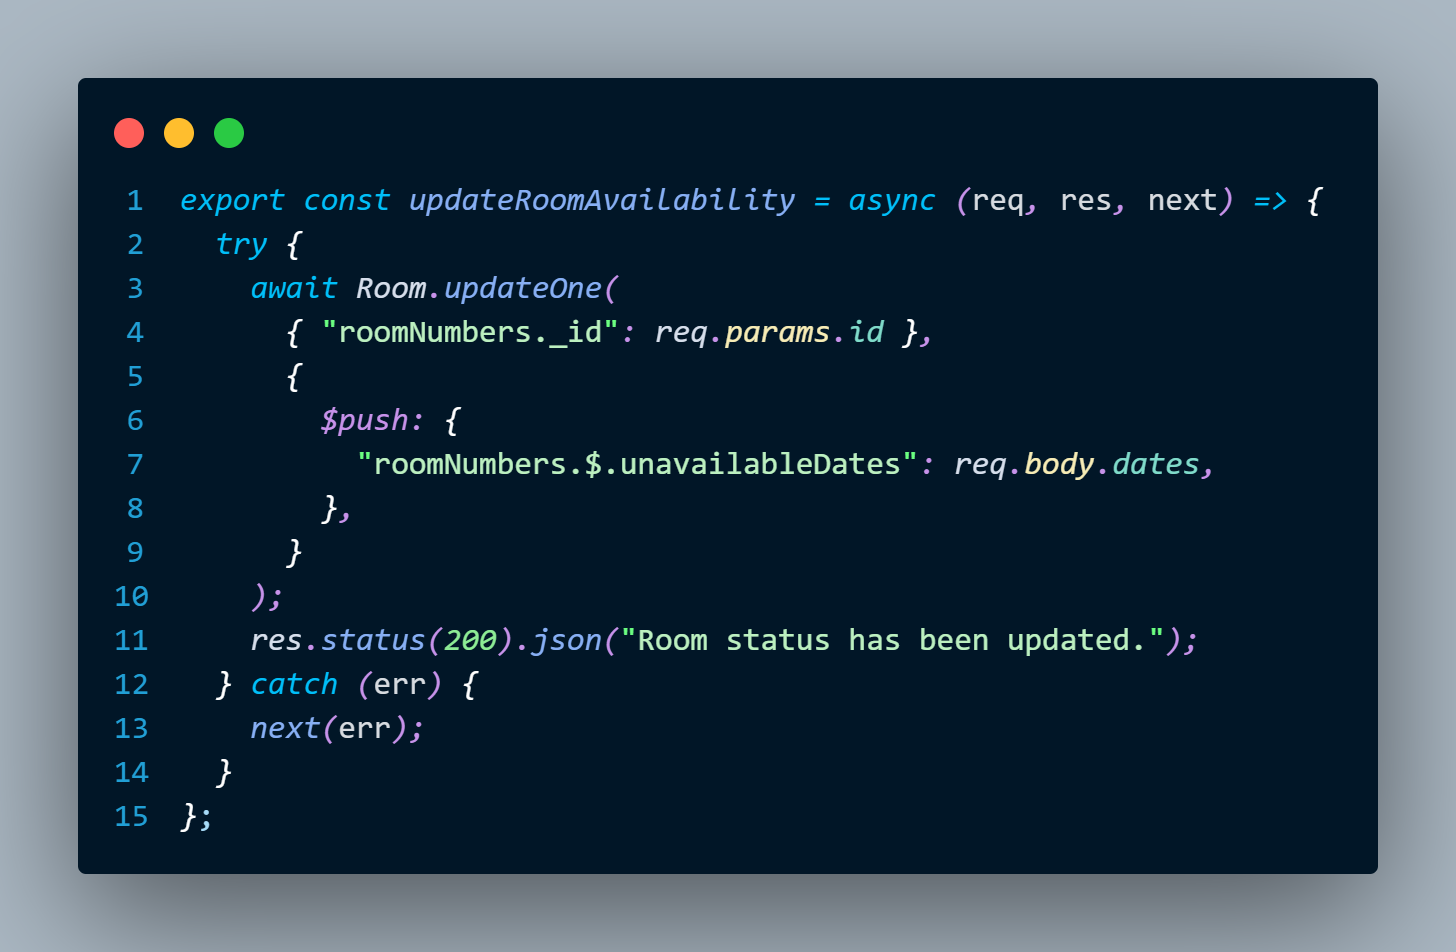 1 export const updateRoomAvailability = async (req, res, next) => {
2   try {
3     await Room.updateOne(
4       { "roomNumbers._id": req.params.id },
5       {
6         $push: {
7           "roomNumbers.$.unavailableDates": req.body.dates,
8         },
9       }
10     );
11     res.status(200).json("Room status has been updated.");
12   } catch (err) {
13     next(err);
14   }
15 };